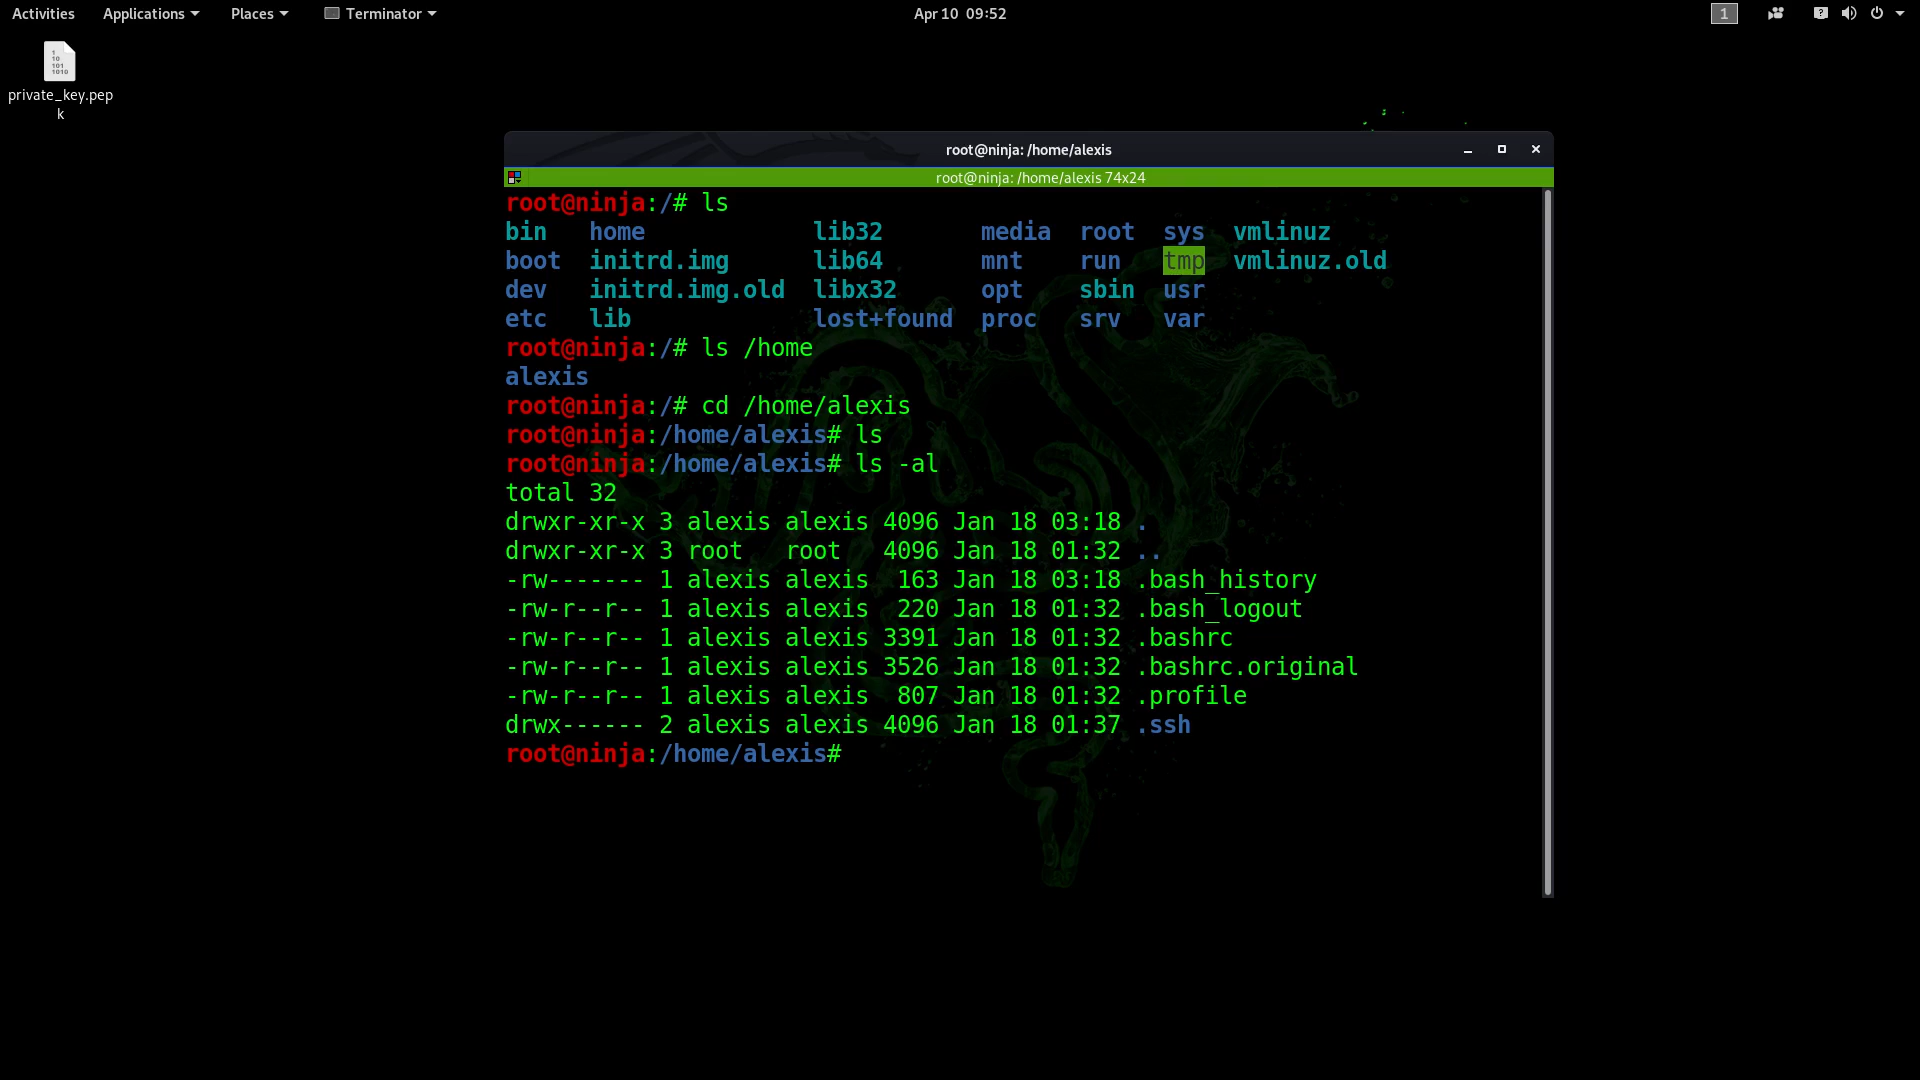 Activities Applications Places Terminator Apr 10 09:52 1
private_key.pep
k
root@ninja: /home/alexis
root@ninja: /home/alexis 74x24
root@ninja:/# ls
bin home lib32 media root sys vmlinuz
boot initrd.img lib64 mnt run tmp vmlinuz.old
dev initrd.img.old libx32 opt sbin usr
etc lib lost+found proc srv var
root@ninja:/# ls /home
alexis
root@ninja:/# cd /home/alexis
root@ninja:/home/alexis# ls
root@ninja:/home/alexis# ls -al
total 32
drwxr-xr-x 3 alexis alexis 4096 Jan 18 03:18 .
drwxr-xr-x 3 root root 4096 Jan 18 01:32 ..
-rw------- 1 alexis alexis 163 Jan 18 03:18 .bash_history
-rw-r--r-- 1 alexis alexis 220 Jan 18 01:32 .bash_logout
-rw-r--r-- 1 alexis alexis 3391 Jan 18 01:32 .bashrc
-rw-r--r-- 1 alexis alexis 3526 Jan 18 01:32 .bashrc.original
-rw-r--r-- 1 alexis alexis 807 Jan 18 01:32 .profile
drwx------ 2 alexis alexis 4096 Jan 18 01:37 .ssh
root@ninja:/home/alexis#